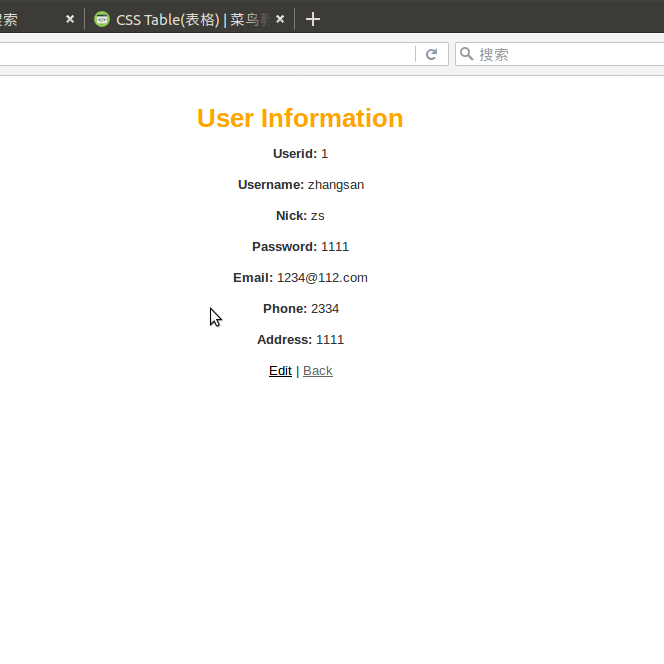 搜索
CSS Table(表格) | 菜鸟
搜索
User Information
Userid: 1
Username: zhangsan
Nick: zs
Password: 1111
Email: 1234@112.com
Phone: 2334
Address: 1111
Edit | Back